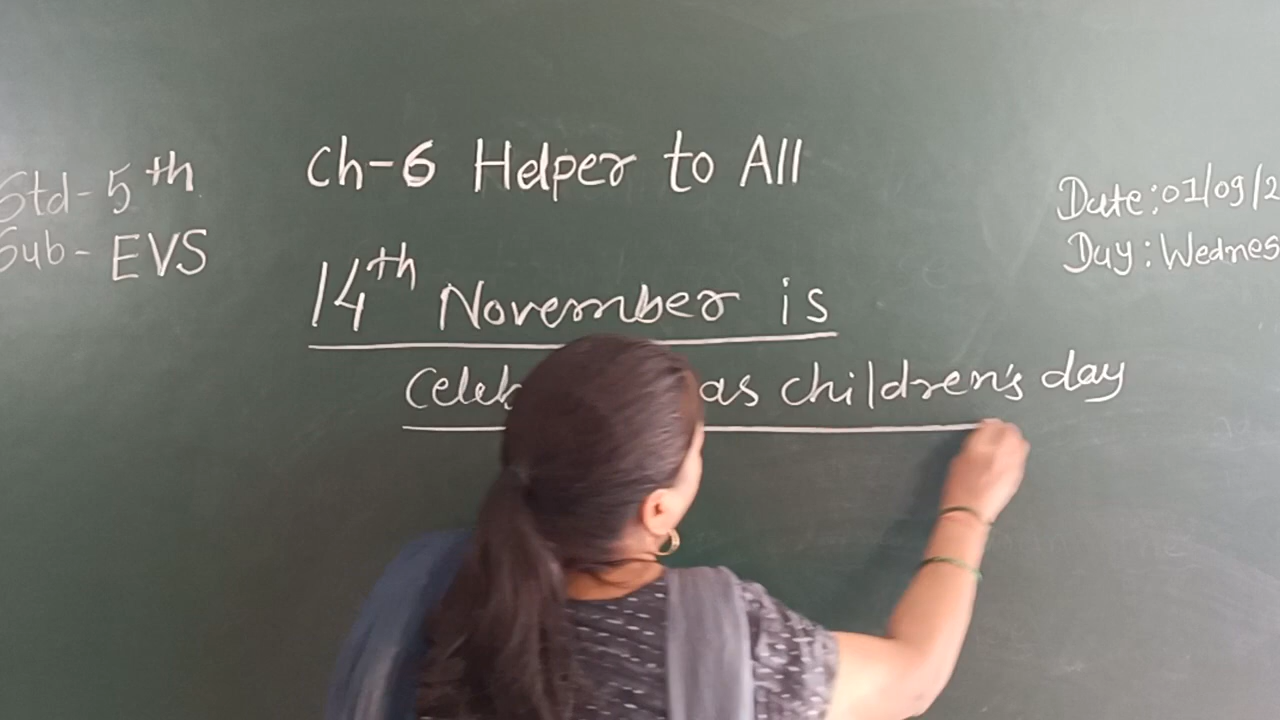 Std-5th
Sub-EVS
Ch-6 Helper to All
Date:01/09/2
Day:Wednes
14th November is
as children's day